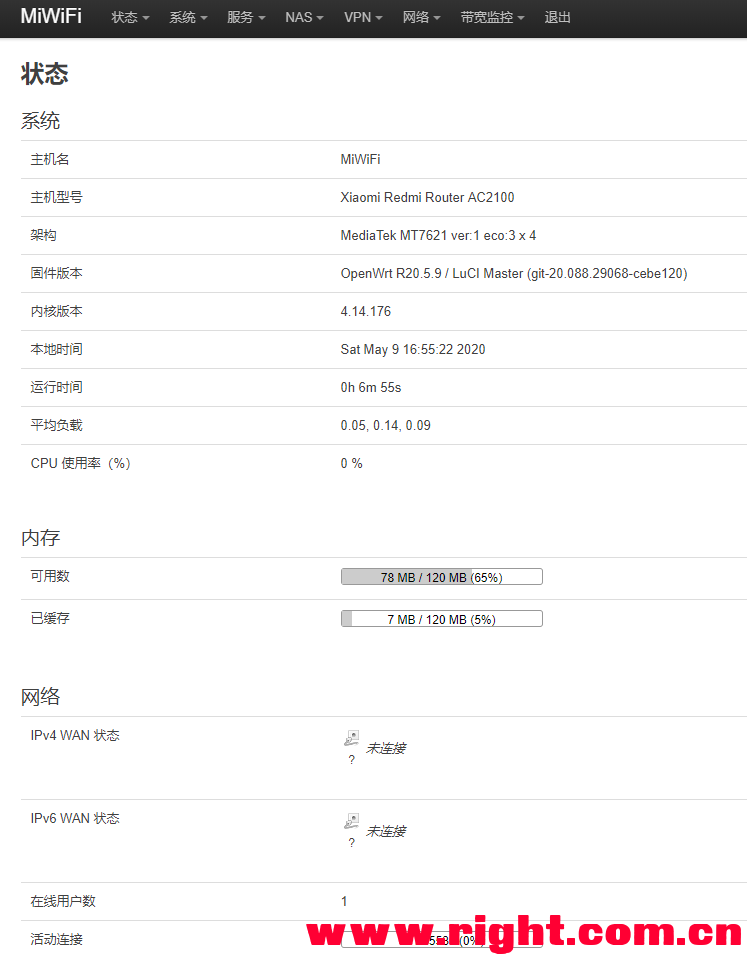 MiWiFi 状态 系统 服务 NAS VPN 网络 带宽监控 退出
状态
系统
主机名 MiWiFi
主机型号 Xiaomi Redmi Router AC2100
架构 MediaTek MT7621 ver:1 eco:3 x 4
固件版本 OpenWrt R20.5.9 / LuCI Master (git-20.088.29068-cebe120)
内核版本 4.14.176
本地时间 Sat May 9 16:55:22 2020
运行时间 0h 6m 55s
平均负载 0.05, 0.14, 0.09
CPU 使用率（%） 0 %
内存
可用数 78 MB / 120 MB (65%)
已缓存 7 MB / 120 MB (5%)
网络
IPv4 WAN 状态 未连接
?
IPv6 WAN 状态 未连接
?
在线用户数 1
活动连接 (0%)
www.right.com.cn